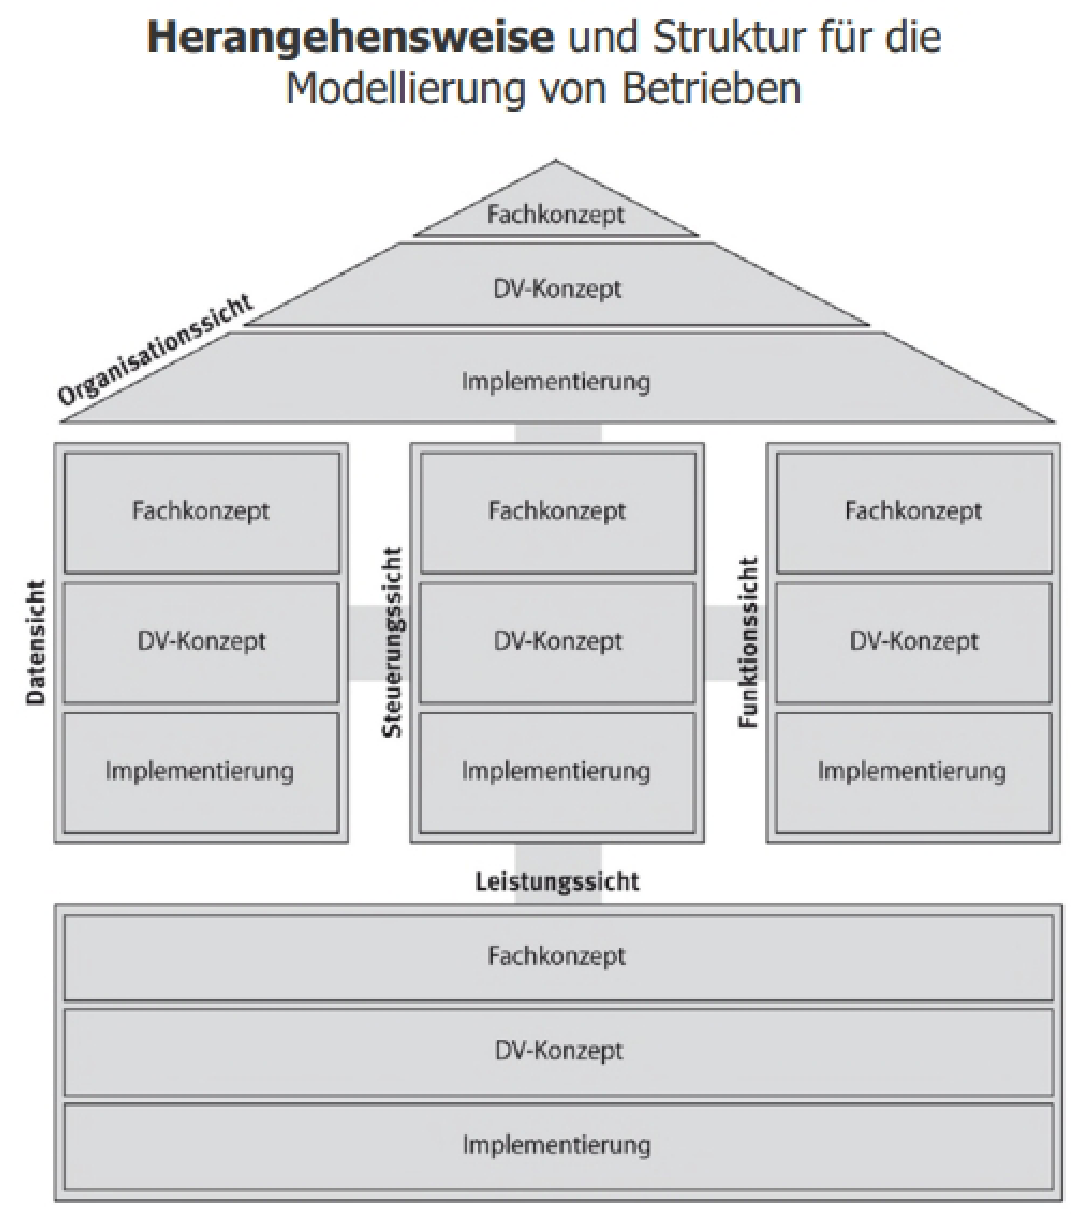 Herangehensweise und Struktur für die
Modellierung von Betrieben
Fachkonzept
DV-Konzept
Implementierung
Organisationssicht
Datensicht
Fachkonzept
DV-Konzept
Implementierung
Steuerungssicht
Fachkonzept
DV-Konzept
Implementierung
Funktionssicht
Fachkonzept
DV-Konzept
Implementierung
Leistungssicht
Fachkonzept
DV-Konzept
Implementierung